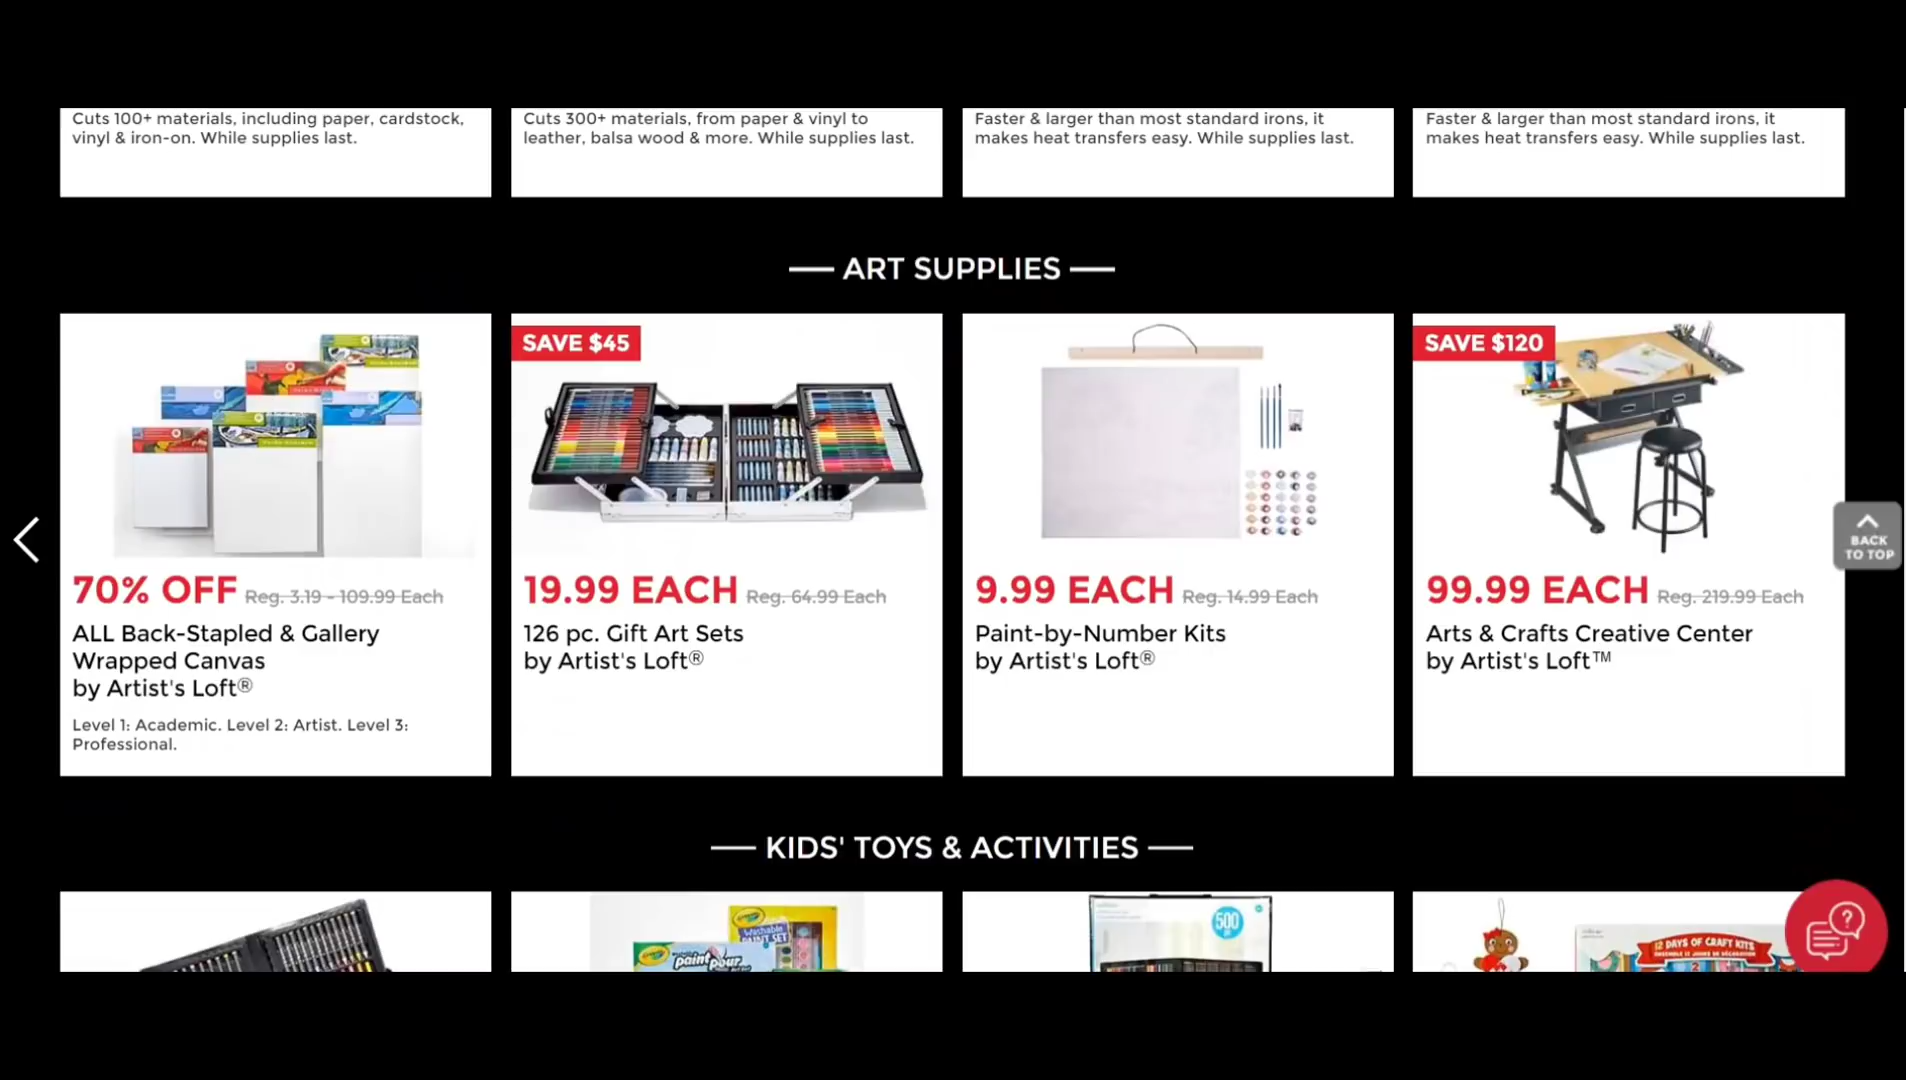 Cuts 100+ materials, including paper, cardstock,
vinyl & iron-on. While supplies last.
Cuts 300+ materials, from paper & vinyl to
leather, balsa wood & more. While supplies last.
Faster & larger than most standard irons, it
makes heat transfers easy. While supplies last.
Faster & larger than most standard irons, it
makes heat transfers easy. While supplies last.
ART SUPPLIES
70% OFF Reg. 3.19 - 109.99 Each
ALL Back-Stapled & Gallery
Wrapped Canvas
by Artist's Loft®
Level 1: Academic. Level 2: Artist. Level 3:
Professional.
SAVE $45
19.99 EACH Reg. 64.99 Each
126 pc. Gift Art Sets
by Artist's Loft®
9.99 EACH Reg. 14.99 Each
Paint-by-Number Kits
by Artist's Loft®
SAVE $120
99.99 EACH Reg. 219.99 Each
Arts & Crafts Creative Center
by Artist's Loft™
BACK
TO TOP
KIDS' TOYS & ACTIVITIES
Crayola
Washable
PAINT SET
Crayola
paint pour
500
12 DAYS OF CRAFT KITS